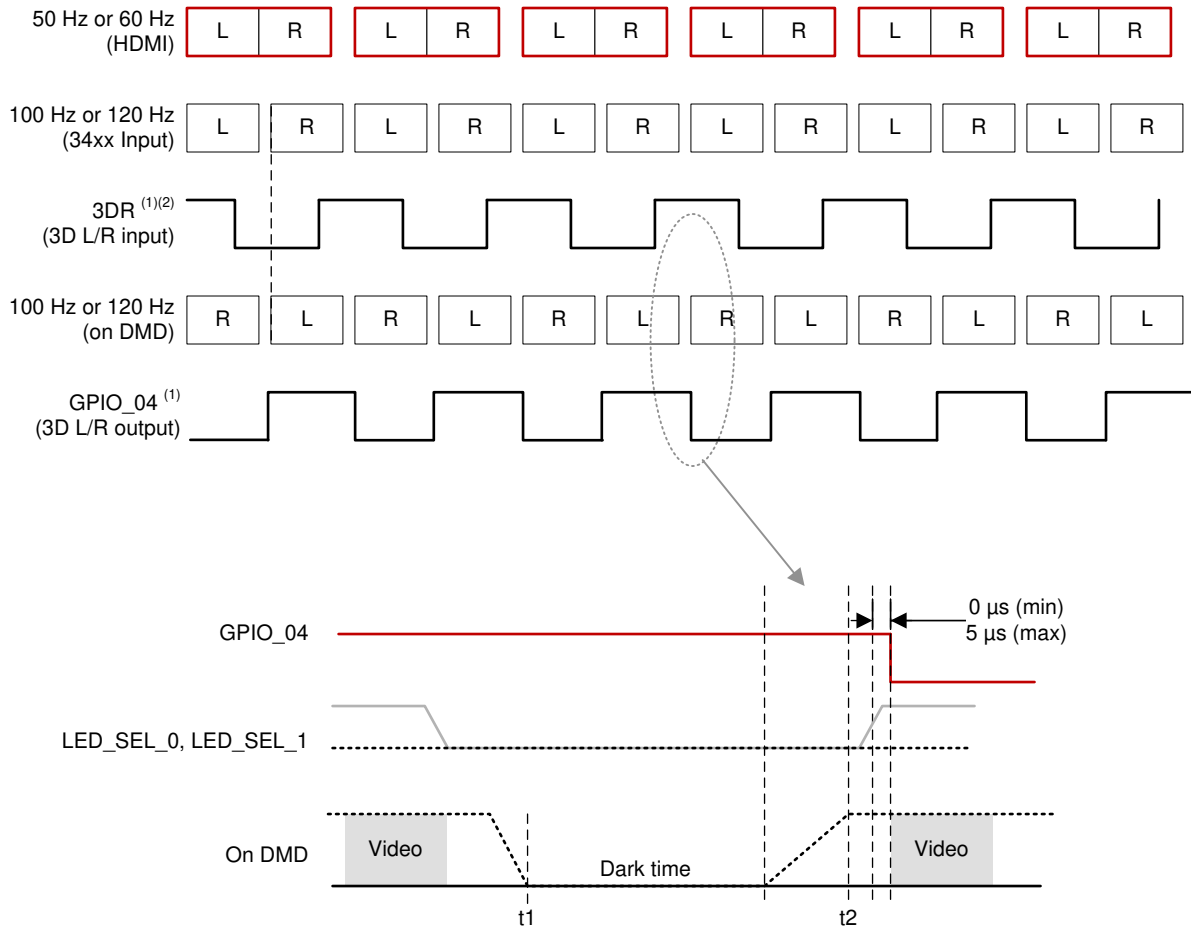 50 Hz or 60 Hz
(HDMI)
L R L R L R L R L R L R
100 Hz or 120 Hz
(34xx Input)
L R L R L R L R L R L R
3DR (1)(2)
(3D L/R input)
100 Hz or 120 Hz
(on DMD)
R L R L R L R L R L R L
GPIO_04 (1)
(3D L/R output)
GPIO_04
0 µs (min)
5 µs (max)
LED_SEL_0, LED_SEL_1
On DMD
Video
Dark time
Video
t1
t2